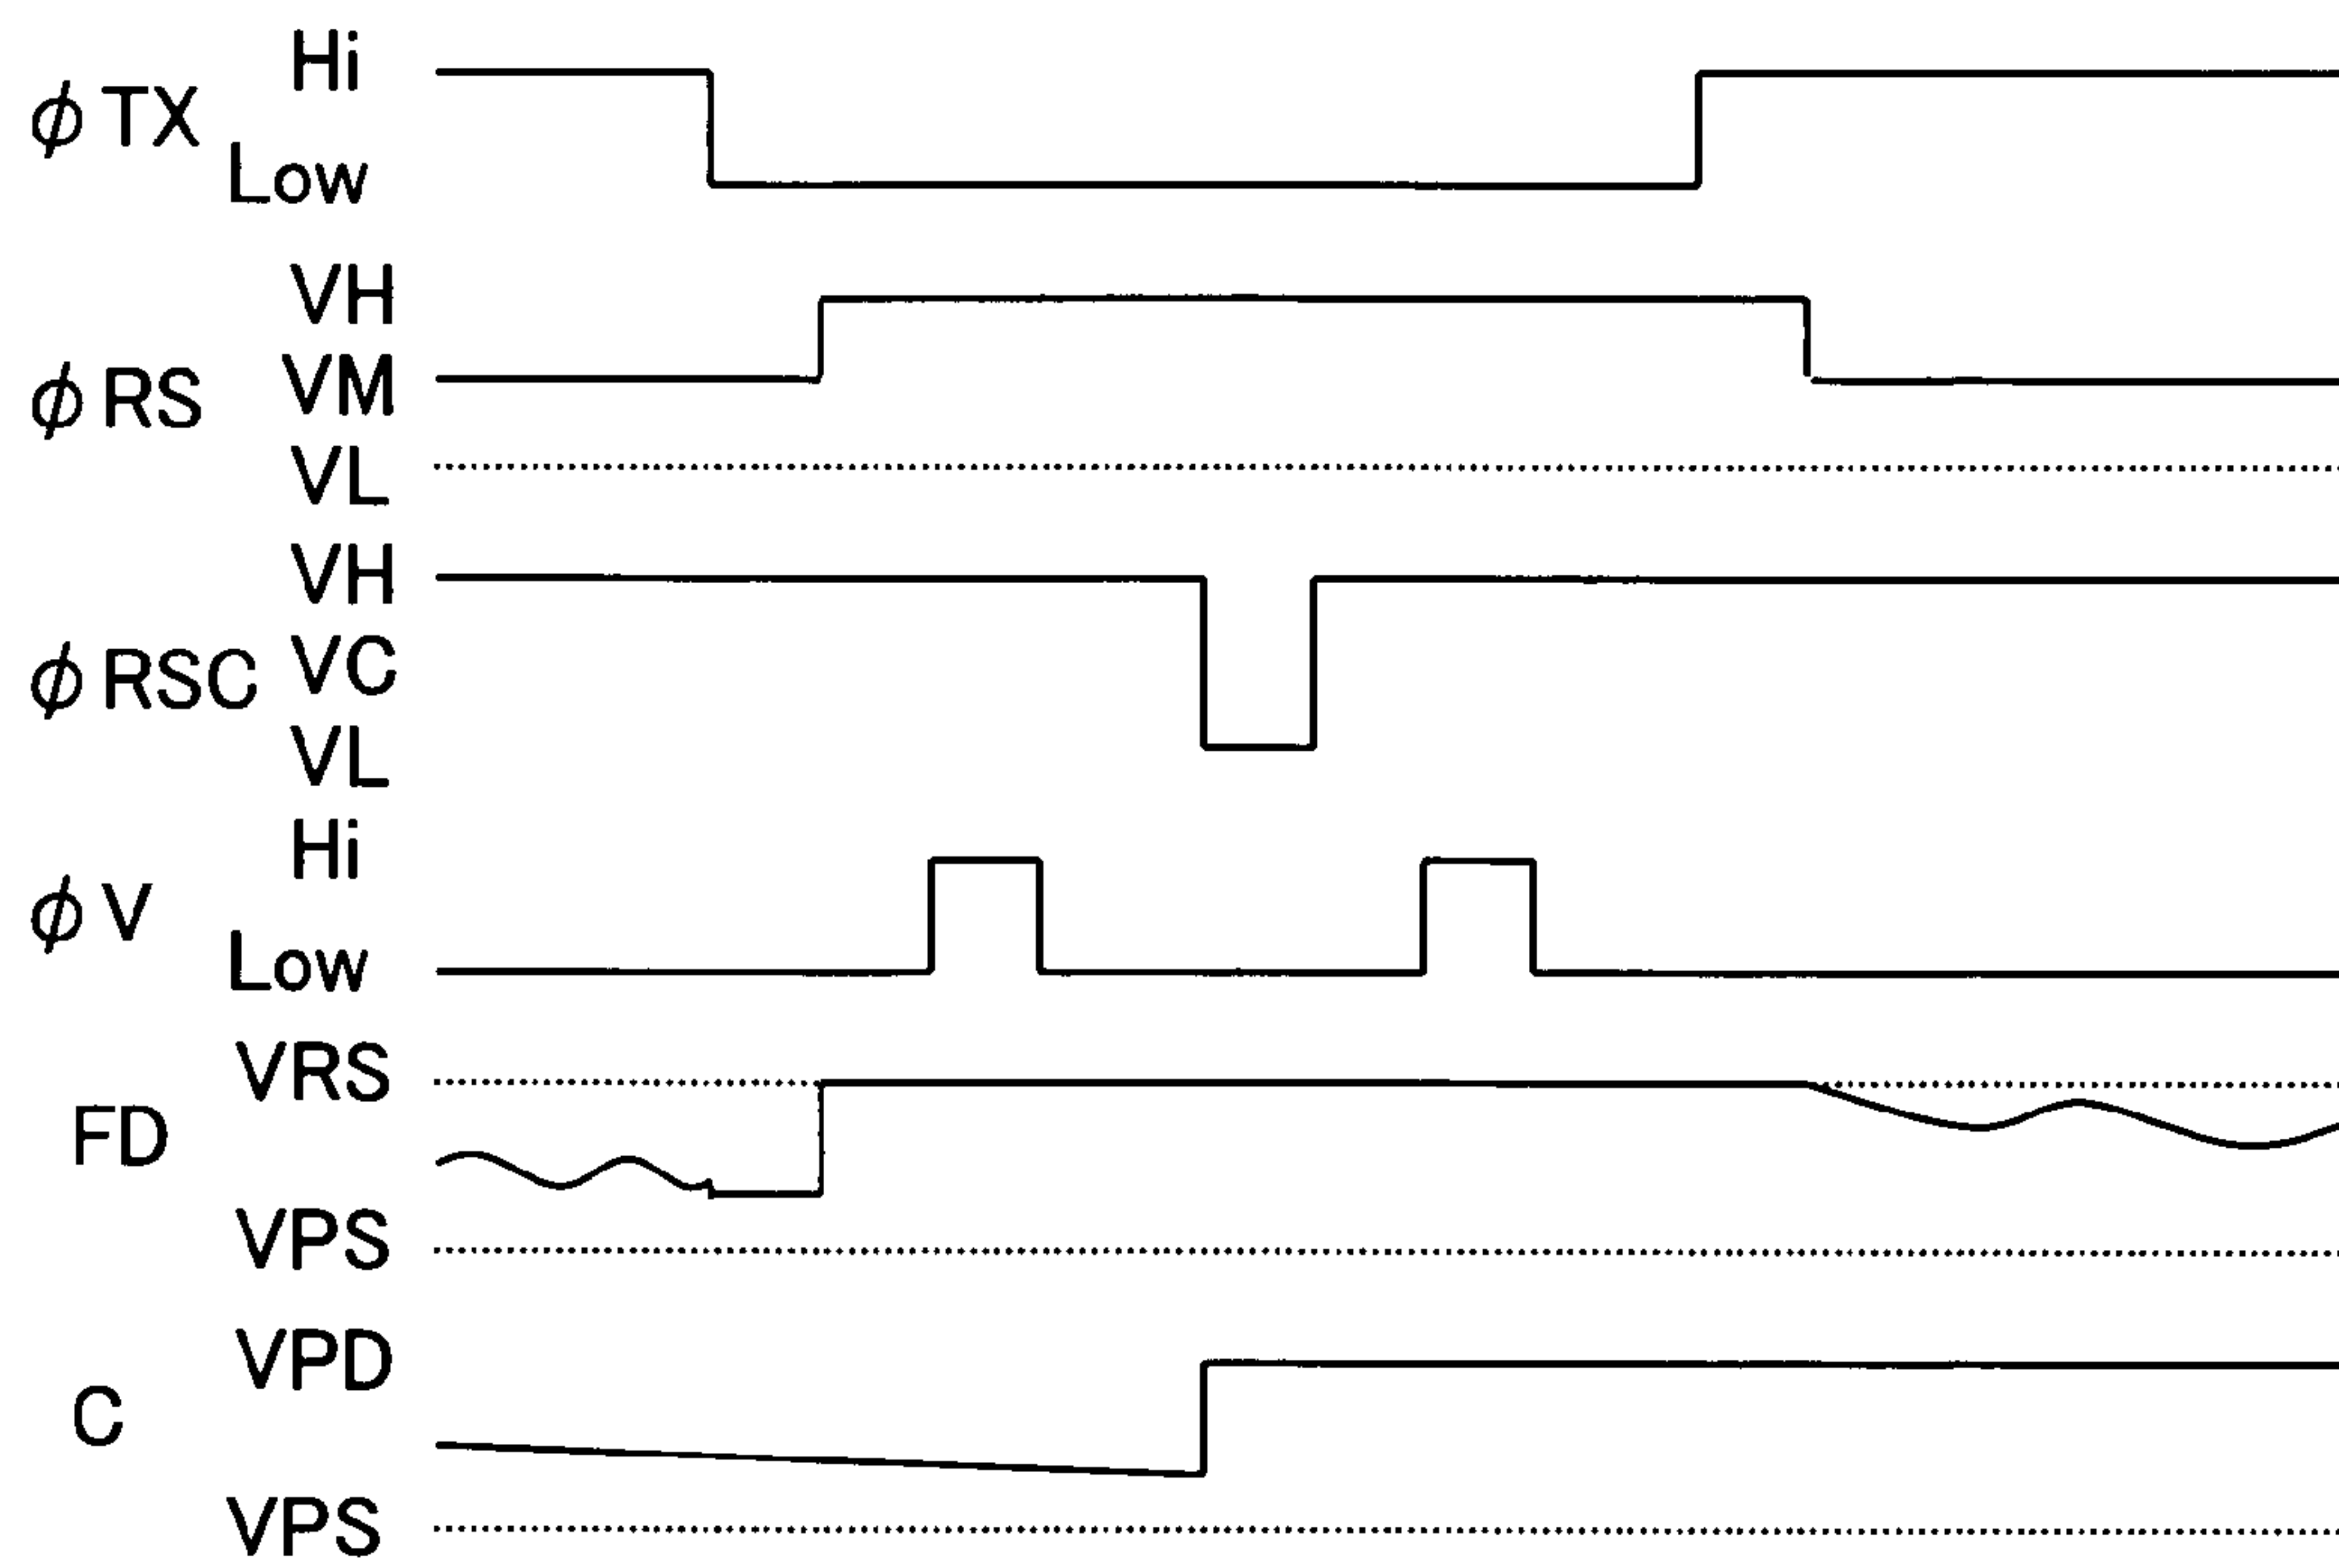 Hi
φTX
Low
VH
φRS VM
VL
VH
φRSC VC
VL
Hi
φV
Low
VRS
FD
VPS
VPD
C
VPS